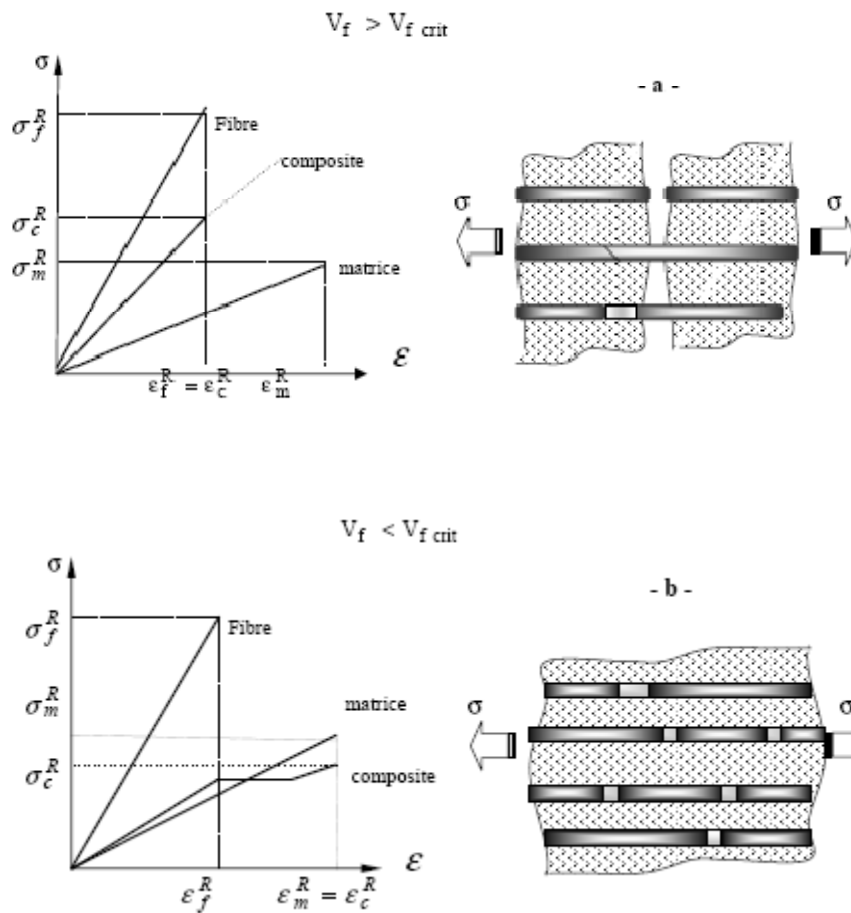 V_f > V_f crit
σ
- a -
σ_f^R
Fibre
composite
σ_c^R
σ
σ
σ_m^R
matrice
ε_f^R = ε_c^R
ε_m^R
ε
V_f < V_f crit
σ
- b -
σ_f^R
Fibre
σ_m^R
matrice
σ
σ
σ_c^R
composite
ε_f^R
ε_m^R = ε_c^R
ε